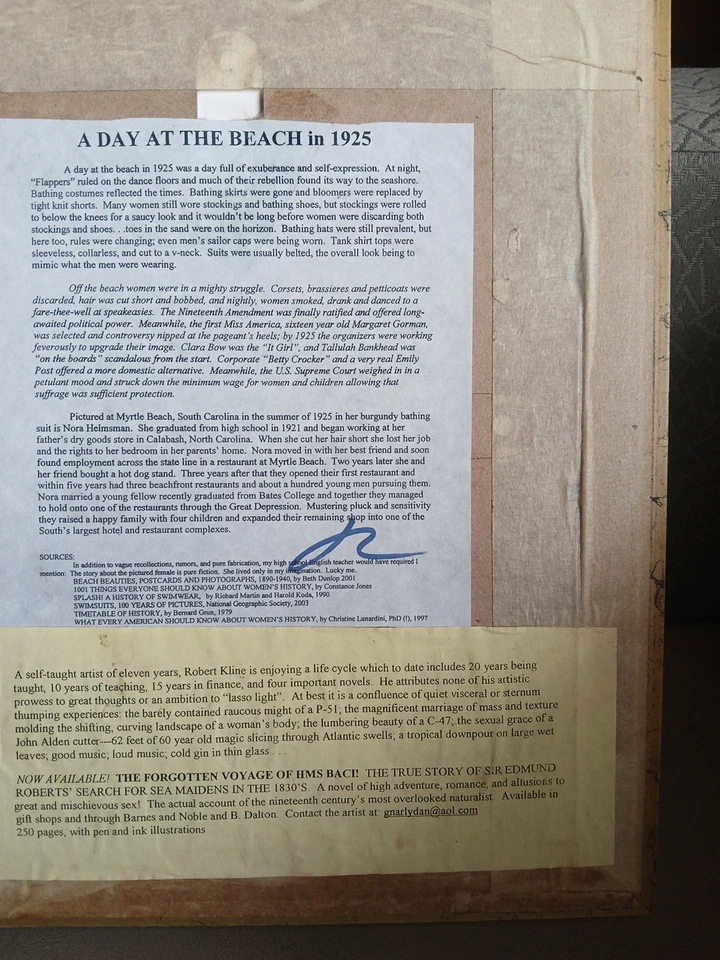 A DAY AT THE BEACH in 1925
A day at the beach in 1925 was a day full of exuberance and self-expression. At night,
"Flappers" ruled on the dance floors and much of their rebellion found its way to the seashore.
Bathing costumes reflected the times. Bathing skirts were gone and bloomers were replaced by
tight knit shorts. Many women still wore stockings and bathing shoes, but stockings were rolled
to below the knees for a saucy look and it wouldn't be long before women were discarding both
stockings and shoes. . .toes in the sand were on the horizon. Bathing hats were still prevalent, but
here too, rules were changing; even men's sailor caps were being worn. Tank shirt tops were
sleeveless, collarless, and cut to a v-neck. Suits were usually belted, the overall look being to
mimic what the men were wearing.
Off the beach women were in a mighty struggle. Corsets, brassieres and petticoats were
discarded, hair was cut short and bobbed, and nightly, women smoked, drank and danced to a
fare-thee-well at speakeasies. The Nineteenth Amendment was finally ratified and offered long-
awaited political power. Meanwhile, the first Miss America, sixteen year old Margaret Gorman,
was selected and controversy nipped at the pageant's heels; by 1925 the organizers were working
feverously to upgrade their image. Clara Bow was the "It Girl", and Tallulah Bankhead was
"on the boards" scandalous from the start. Corporate "Betty Crocker" and a very real Emily
Post offered a more domestic alternative. Meanwhile, the U.S. Supreme Court weighed in in a
petulant mood and struck down the minimum wage for women and children allowing that
suffrage was sufficient protection.
Pictured at Myrtle Beach, South Carolina in the summer of 1925 in her burgundy bathing
suit is Nora Helmsman. She graduated from high school in 1921 and began working at her
father's dry goods store in Calabash, North Carolina. When she cut her hair short she lost her job
and the rights to her bedroom in her parents' home. Nora moved in with her best friend and soon
found employment across the state line in a restaurant at Myrtle Beach. Two years later she and
her friend bought a hot dog stand. Three years after that they opened their first restaurant and
within five years had three beachfront restaurants and about a hundred young men pursuing them.
Nora married a young fellow recently graduated from Bates College and together they managed
to hold onto one of the restaurants through the Great Depression. Mustering pluck and sensitivity
they raised a happy family with four children and expanded their remaining shop into one of the
South's largest hotel and restaurant complexes.
SOURCES:
In addition to vague recollections, rumors, and pure fabrication, my high school English teacher would have required I
mention: The story about the pictured female is pure fiction. She lived only in my imagination. Lucky me.
BEACH BEAUTIES, POSTCARDS AND PHOTOGRAPHS, 1890-1940, by Beth Dunlop 2001
1001 THINGS EVERYONE SHOULD KNOW ABOUT WOMEN'S HISTORY, by Constance Jones
SPLASH! A HISTORY OF SWIMWEAR, by Richard Martin and Harold Koda, 1990
SWIMSUITS, 100 YEARS OF PICTURES, National Geographic Society, 2003
TIMETABLE OF HISTORY, by Bernard Grun, 1979
WHAT EVERY AMERICAN SHOULD KNOW ABOUT WOMEN'S HISTORY, by Christine Lunardini, PhD (!), 1997
A self-taught artist of eleven years, Robert Kline is enjoying a life cycle which to date includes 20 years being
taught, 10 years of teaching, 15 years in finance, and four important novels. He attributes none of his artistic
prowess to great thoughts or an ambition to "lasso light". At best it is a confluence of quiet visceral or sternum
thumping experiences: the barely contained raucous might of a P-51; the magnificent marriage of mass and texture
molding the shifting, curving landscape of a woman's body; the lumbering beauty of a C-47; the sexual grace of a
John Alden cutter---62 feet of 60 year old magic slicing through Atlantic swells; a tropical downpour on large wet
leaves; good music; loud music; cold gin in thin glass . . .
NOW AVAILABLE! THE FORGOTTEN VOYAGE OF HMS BACI! THE TRUE STORY OF SIR EDMUND
ROBERTS' SEARCH FOR SEA MAIDENS IN THE 1830'S. A novel of high adventure, romance, and allusions to
great and mischievous sex! The actual account of the nineteenth century's most overlooked naturalist. Available in
gift shops and through Barnes and Noble and B. Dalton. Contact the artist at: gnarlydan@aol.com
250 pages, with pen and ink illustrations